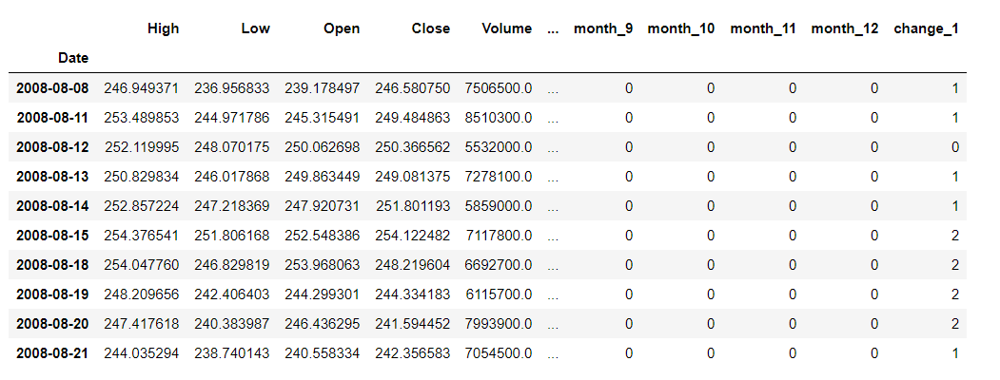 High Low Open Close Volume ... month_9 month_10 month_11 month_12 change_1
Date
2008-08-08 246.949371 236.956833 239.178497 246.580750 7506500.0 ... 0 0 0 0 1
2008-08-11 253.489853 244.971786 245.315491 249.484863 8510300.0 ... 0 0 0 0 1
2008-08-12 252.119995 248.070175 250.062698 250.366562 5532000.0 ... 0 0 0 0 0
2008-08-13 250.829834 246.017868 249.863449 249.081375 7278100.0 ... 0 0 0 0 1
2008-08-14 252.857224 247.218369 247.920731 251.801193 5859000.0 ... 0 0 0 0 1
2008-08-15 254.376541 251.806168 252.548386 254.122482 7117800.0 ... 0 0 0 0 2
2008-08-18 254.047760 246.829819 253.968063 248.219604 6692700.0 ... 0 0 0 0 2
2008-08-19 248.209656 242.406403 244.299301 244.334183 6115700.0 ... 0 0 0 0 2
2008-08-20 247.417618 240.383987 246.436295 241.594452 7993900.0 ... 0 0 0 0 2
2008-08-21 244.035294 238.740143 240.558334 242.356583 7054500.0 ... 0 0 0 0 1